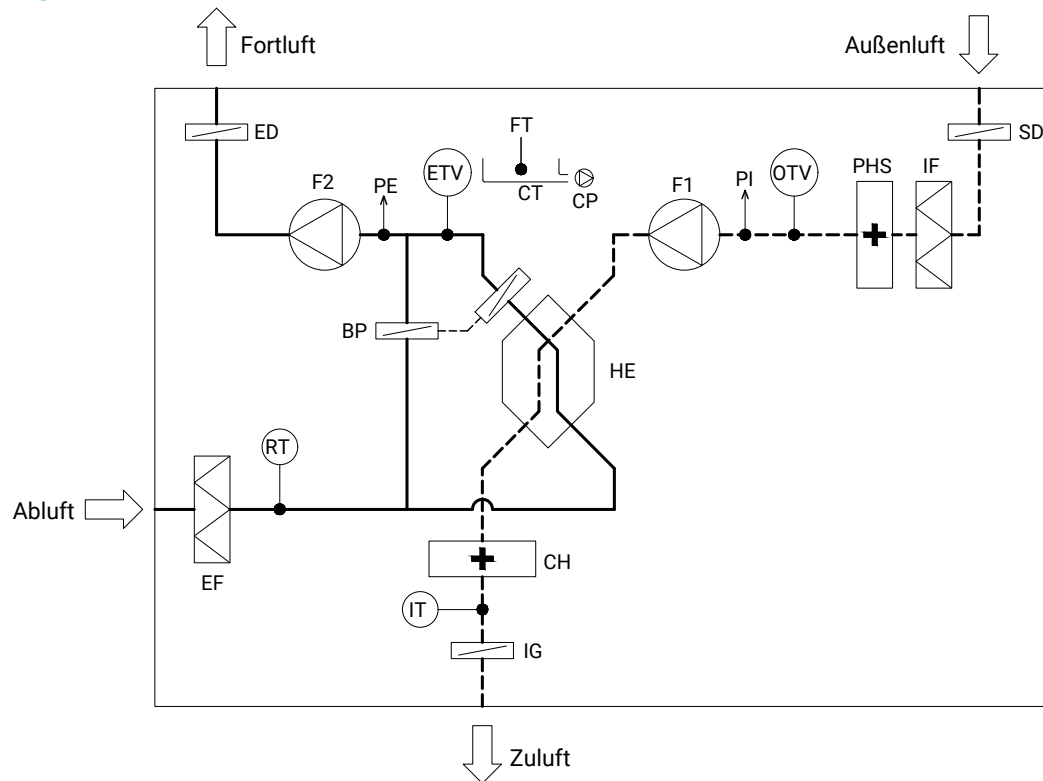 Fortluft
Außenluft
ED
FT
SD
F2
PE
ETV
CT
CP
F1
PI
OTV
PHS
IF
BP
HE
RT
Abluft
EF
CH
IT
IG
Zuluft